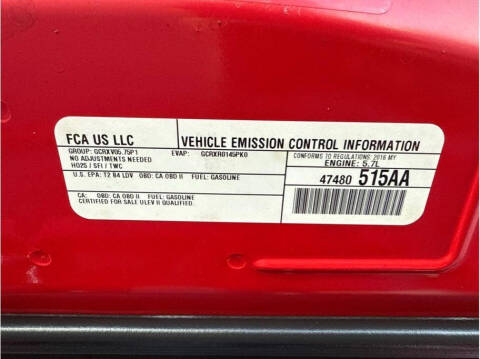 FCA US LLC
VEHICLE EMISSION CONTROL INFORMATION
GROUP: GCRXV05.75P1 EVAP: GCRXR0145PK0
NO ADJUSTMENTS NEEDED
HO2S / SFI / TWC
CONFORMS TO REGULATIONS: 2016 MY
ENGINE: 5.7L
U.S. EPA: T2 B4 LDV OBD: CA OBD II FUEL: GASOLINE
47480 515AA
CA: OBD: CA OBD II FUEL: GASOLINE
CERTIFIED FOR SALE ULEV II QUALIFIED.